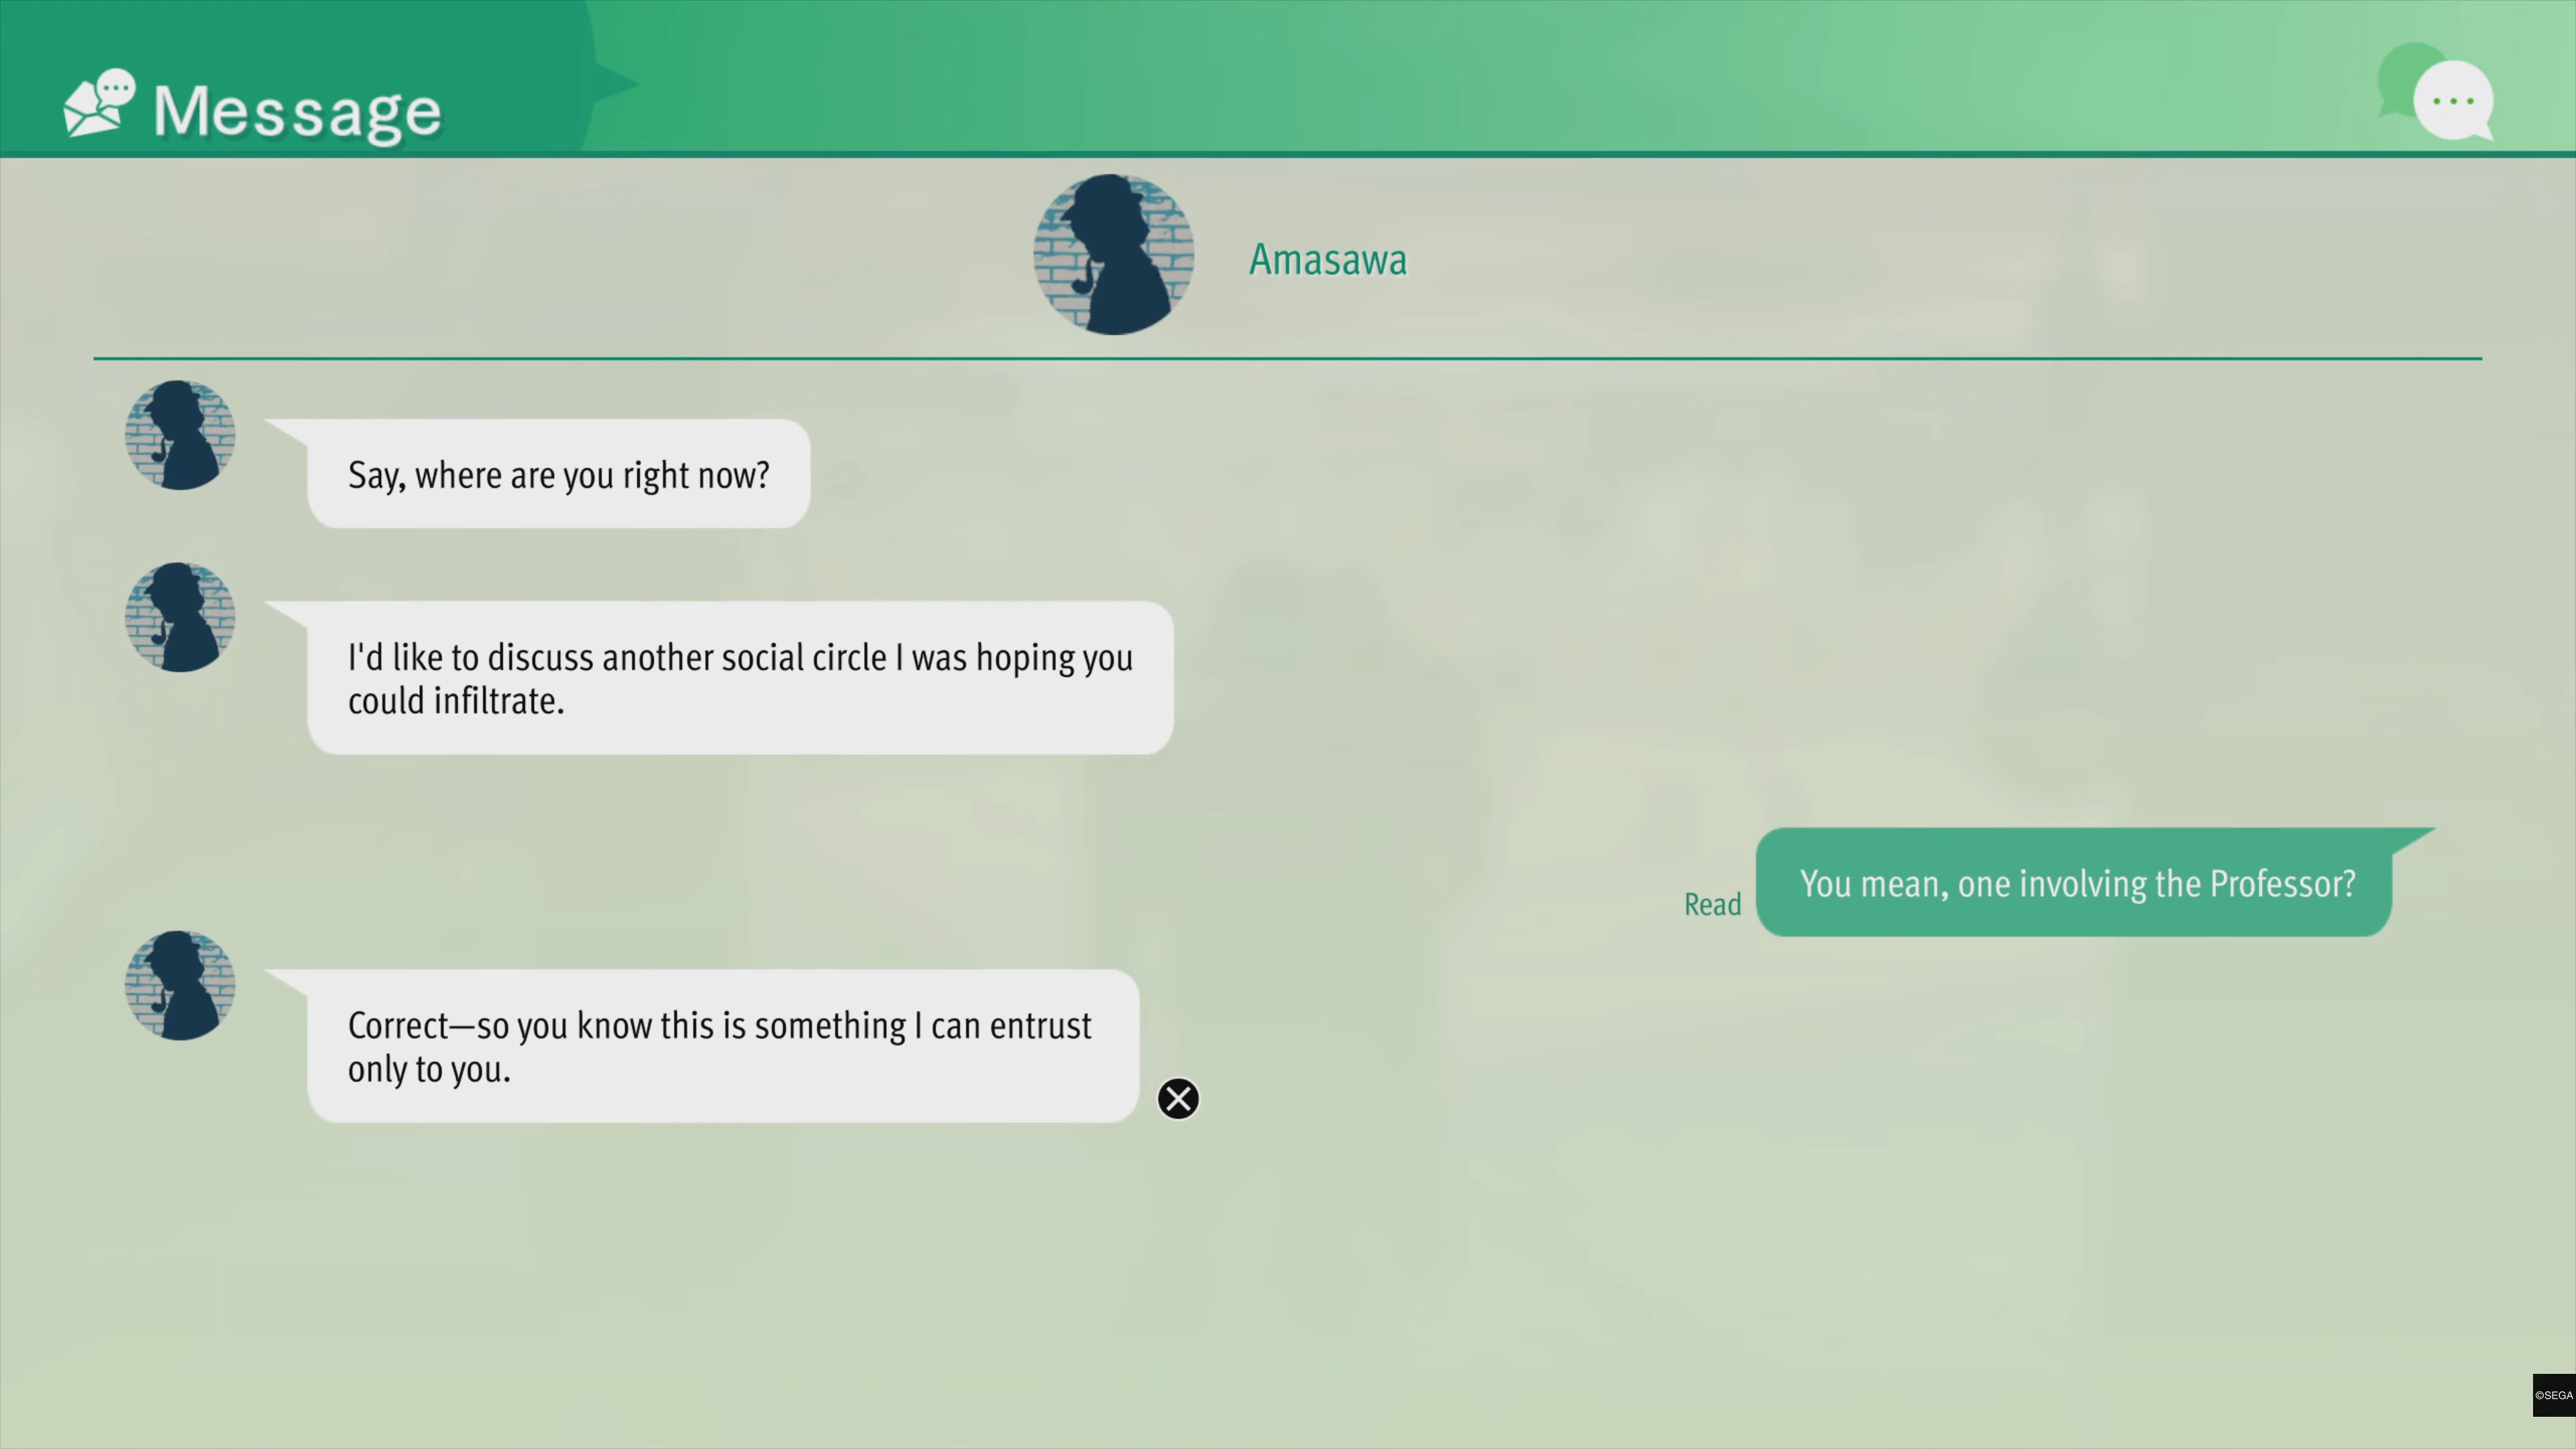 Message
Amasawa
Say, where are you right now?
I'd like to discuss another social circle I was hoping you
could infiltrate.
You mean, one involving the Professor?
Read
Correct—so you know this is something I can entrust
only to you.
©SEGA